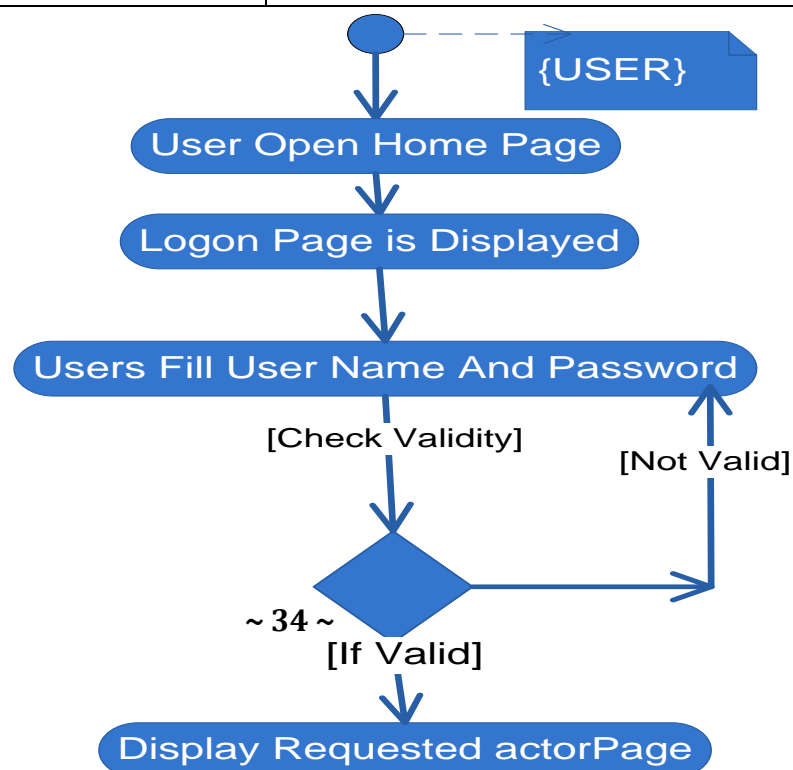 {USER}
User Open Home Page
Logon Page is Displayed
Users Fill User Name And Password
[Check Validity]
[Not Valid]
~ 34 ~
[If Valid]
Display Requested actorPage